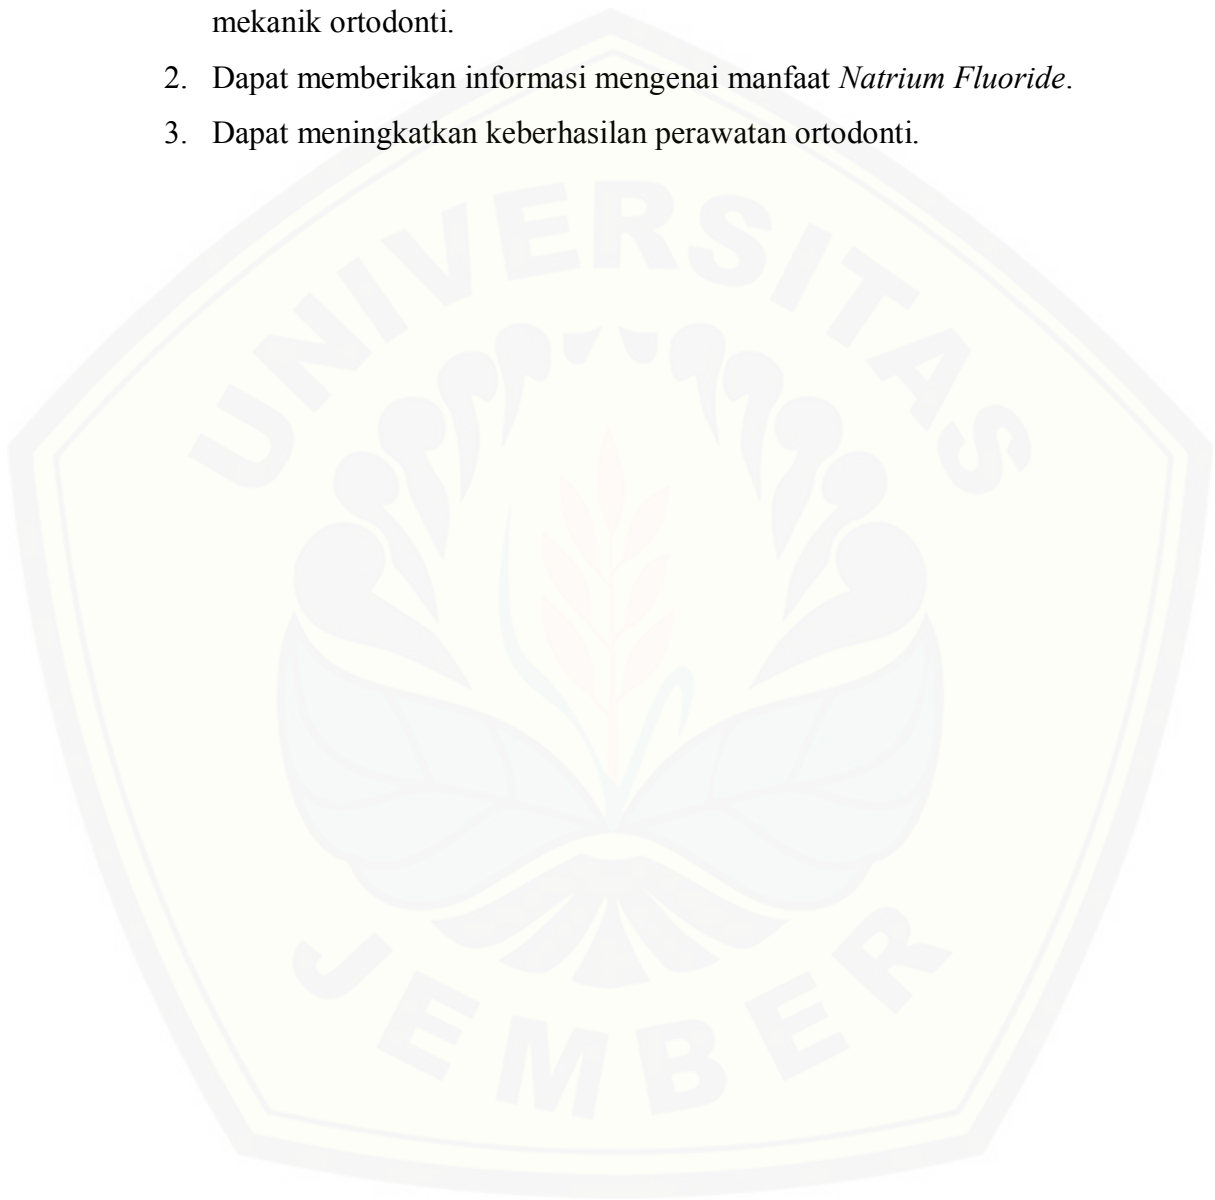 mekanik ortodonti.
2. Dapat memberikan informasi mengenai manfaat Natrium Fluoride.
3. Dapat meningkatkan keberhasilan perawatan ortodonti.
UNIVERSITAS
JEMBER